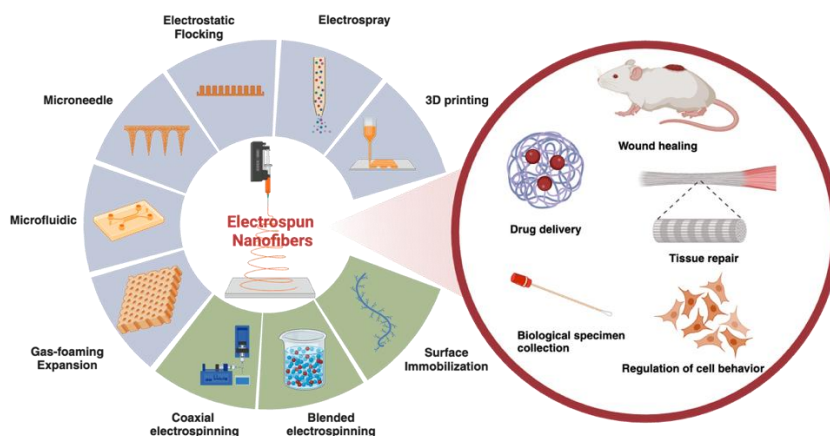 Electrostatic
Flocking
Electrospray
Microneedle
3D printing
Microfluidic
Electrospun
Nanofibers
Gas-foaming
Expansion
Coaxial
electrospinning
Blended
electrospinning
Surface
Immobilization
Wound healing
Drug delivery
Tissue repair
Biological specimen
collection
Regulation of cell behavior